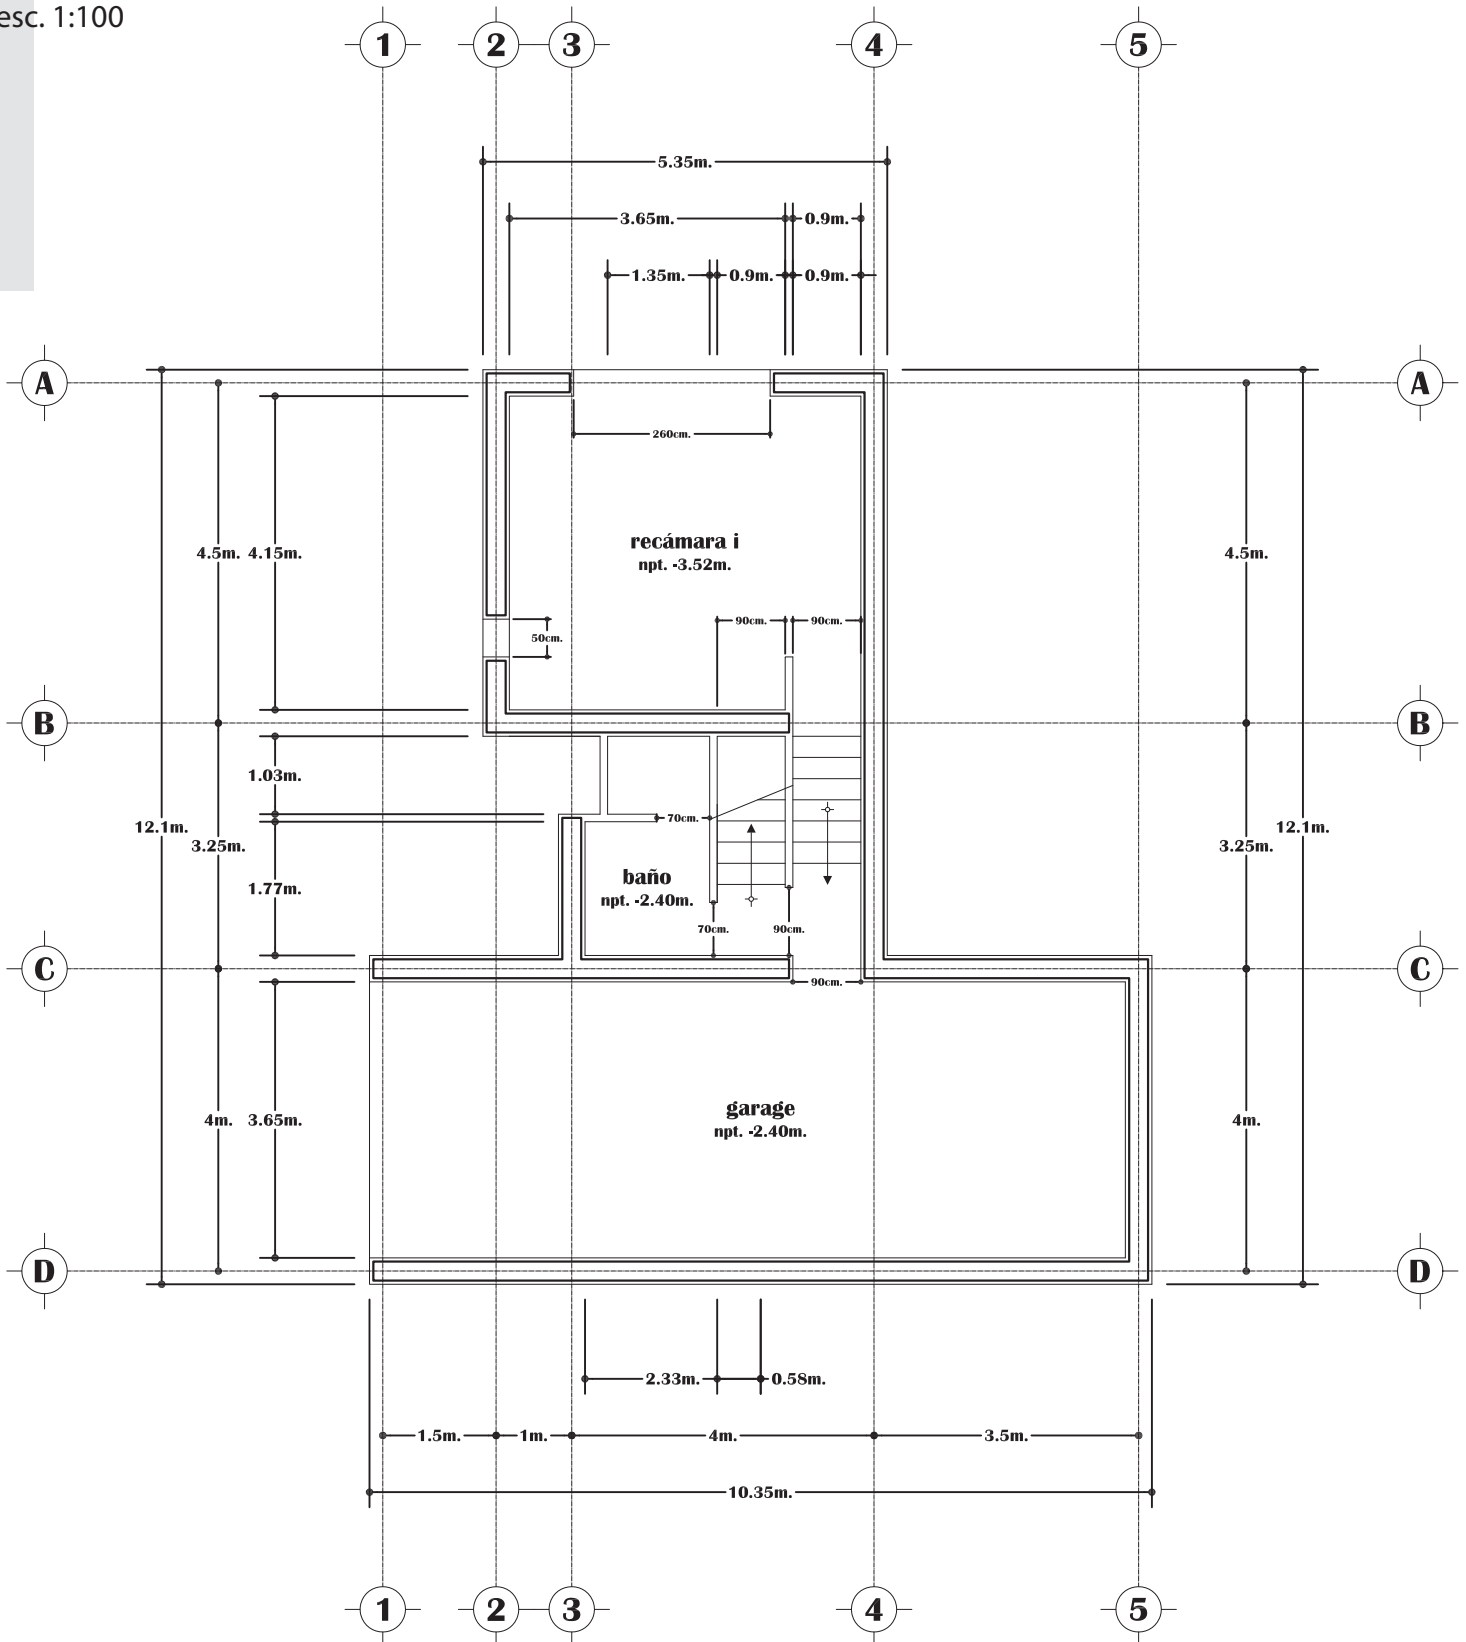 esc. 1:100
1 2 3 4 5
5.35m.
3.65m. 0.9m.
1.35m. 0.9m. 0.9m.
A A
260cm.
recámara i
npt. -3.52m.
4.5m. 4.15m. 4.5m.
90cm. 90cm.
50cm.
B B
1.03m.
70cm.
12.1m. 12.1m.
3.25m. 3.25m.
baño
npt. -2.40m.
1.77m.
70cm. 90cm.
C C
90cm.
garage
npt. -2.40m.
4m. 3.65m. 4m.
D D
2.33m. 0.58m.
1.5m. 1m. 4m. 3.5m.
10.35m.
1 2 3 4 5